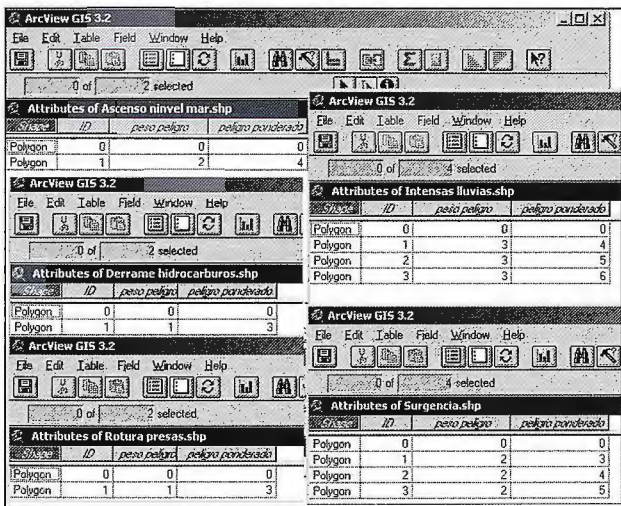 ArcView GIS 3.2
File Edit Table Field Window Help
0 of 2 selected
Attributes of Ascenso ninvel mar.shp
Shape ID peso peligro peligro ponderado
Polygon 0 0 0
Polygon 1 2 4
ArcView GIS 3.2
File Edit Table Field Window Help
0 of 2 selected
Attributes of Derrame hidrocarburos.shp
Shape ID peso peligro peligro ponderado
Polygon 0 0 0
Polygon 1 1 3
ArcView GIS 3.2
File Edit Table Field Window Help
0 of 2 selected
Attributes of Rotura presas.shp
Shape ID peso peligro peligro ponderado
Polygon 0 0 0
Polygon 1 1 3
ArcView GIS 3.2
File Edit Table Field Window Help
0 of 4 selected
Attributes of Intensas lluvias.shp
Shape ID peso peligro peligro ponderado
Polygon 0 0 0
Polygon 1 3 4
Polygon 2 3 5
Polygon 3 3 6
ArcView GIS 3.2
File Edit Table Field Window Help
0 of 4 selected
Attributes of Surgencia.shp
Shape ID peso peligro peligro ponderado
Polygon 0 0 0
Polygon 1 2 3
Polygon 2 2 4
Polygon 3 2 5